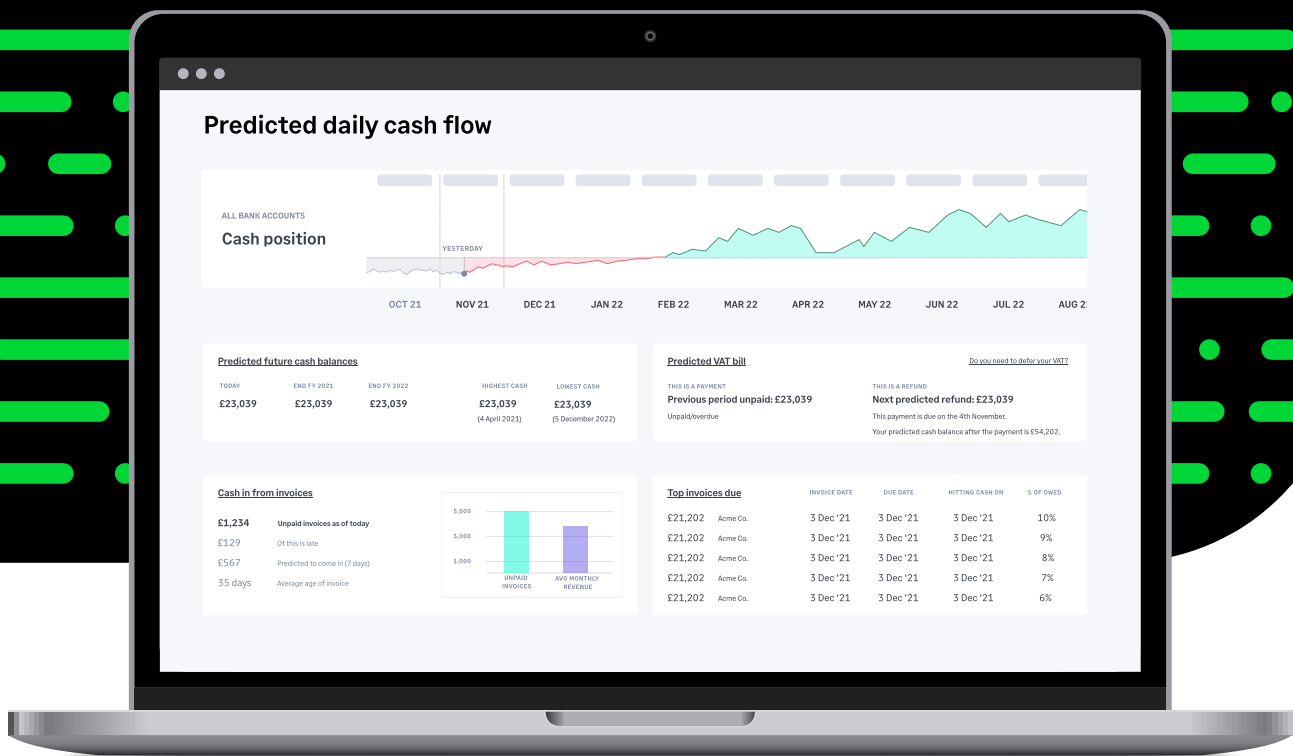 Predicted daily cash flow
ALL BANK ACCOUNTS
Cash position
YESTERDAY
OCT 21 NOV 21 DEC 21 JAN 22 FEB 22 MAR 22 APR 22 MAY 22 JUN 22 JUL 22 AUG 2
Predicted future cash balances
TODAY END FY 2021 END FY 2022 HIGHEST CASH LOWEST CASH
£23,039 £23,039 £23,039 £23,039 £23,039
(4 April 2021) (5 December 2022)
Predicted VAT bill Do you need to defer your VAT?
THIS IS A PAYMENT THIS IS A REFUND
Previous period unpaid: £23,039 Next predicted refund: £23,039
Unpaid/overdue This payment is due on the 4th November.
Your predicted cash balance after the payment is £54,202.
Cash in from invoices
£1,234 Unpaid invoices as of today
£129 Of this is late
£567 Predicted to come in (7 days)
35 days Average age of invoice
5,000
3,000
1,000
UNPAID AVG MONTHLY
INVOICES REVENUE
Top invoices due INVOICE DATE DUE DATE HITTING CASH ON % OF OWED
£21,202 Acme Co. 3 Dec '21 3 Dec '21 3 Dec '21 10%
£21,202 Acme Co. 3 Dec '21 3 Dec '21 3 Dec '21 9%
£21,202 Acme Co. 3 Dec '21 3 Dec '21 3 Dec '21 8%
£21,202 Acme Co. 3 Dec '21 3 Dec '21 3 Dec '21 7%
£21,202 Acme Co. 3 Dec '21 3 Dec '21 3 Dec '21 6%